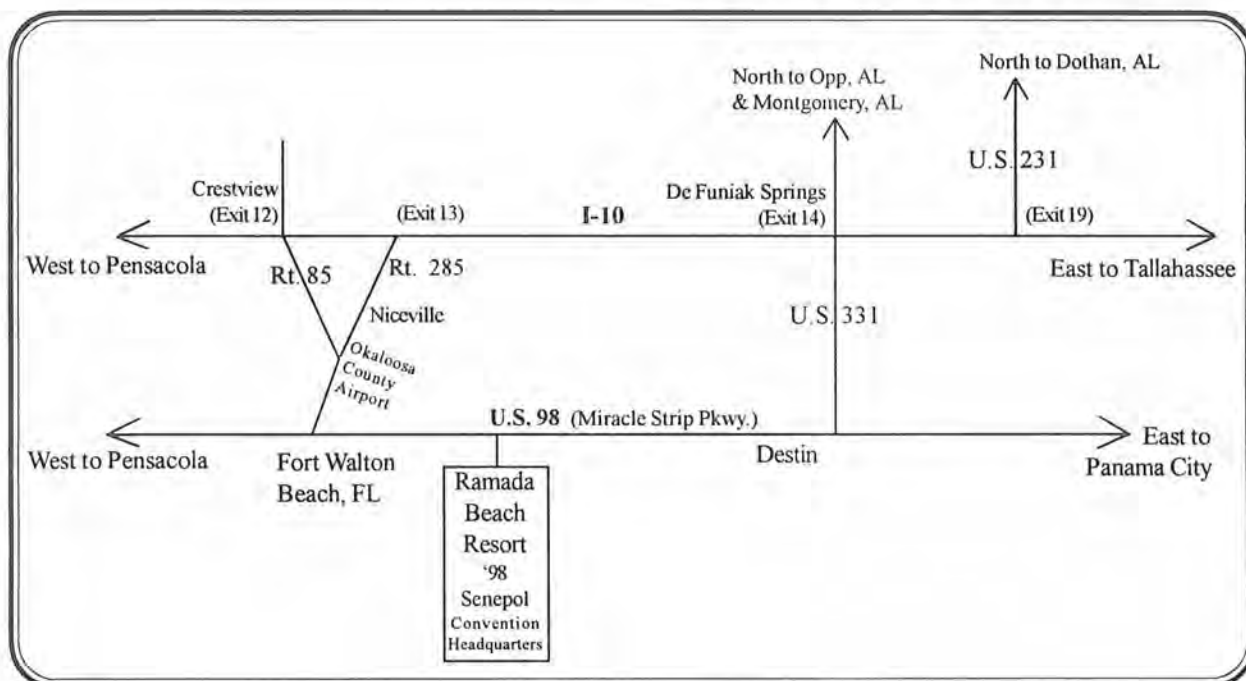 North to Opp, AL
& Montgomery, AL
North to Dothan, AL
U.S. 231
Crestview
(Exit 12)
(Exit 13)
I-10
De Funiak Springs
(Exit 14)
(Exit 19)
West to Pensacola
Rt. 85
Rt. 285
East to Tallahassee
Niceville
U.S. 331
Okaloosa
County
Airport
U.S. 98 (Miracle Strip Pkwy.)
West to Pensacola
Fort Walton
Beach, FL
Destin
East to
Panama City
Ramada
Beach
Resort
‘98
Senepol
Convention
Headquarters